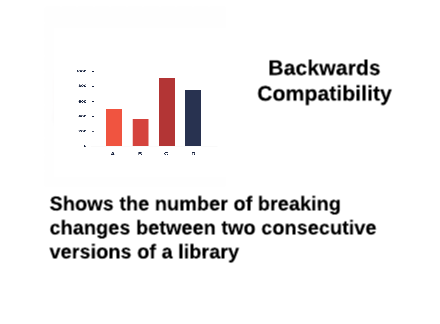 Backwards
Compatibility
A B C D
Shows the number of breaking
changes between two consecutive
versions of a library